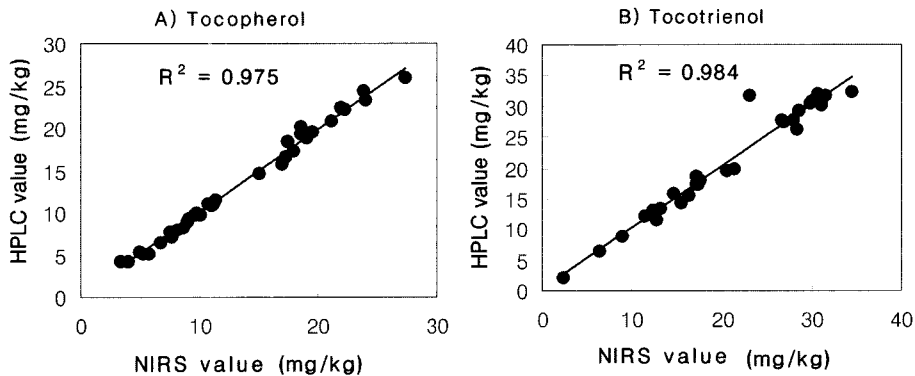 A) Tocopherol
R² = 0.975
HPLC value (mg/kg)
30
25
20
15
10
5
0
0 10 20 30
NIRS value (mg/kg)
B) Tocotrienol
R² = 0.984
HPLC value (mg/kg)
40
35
30
25
20
15
10
5
0
0 10 20 30 40
NIRS value (mg/kg)